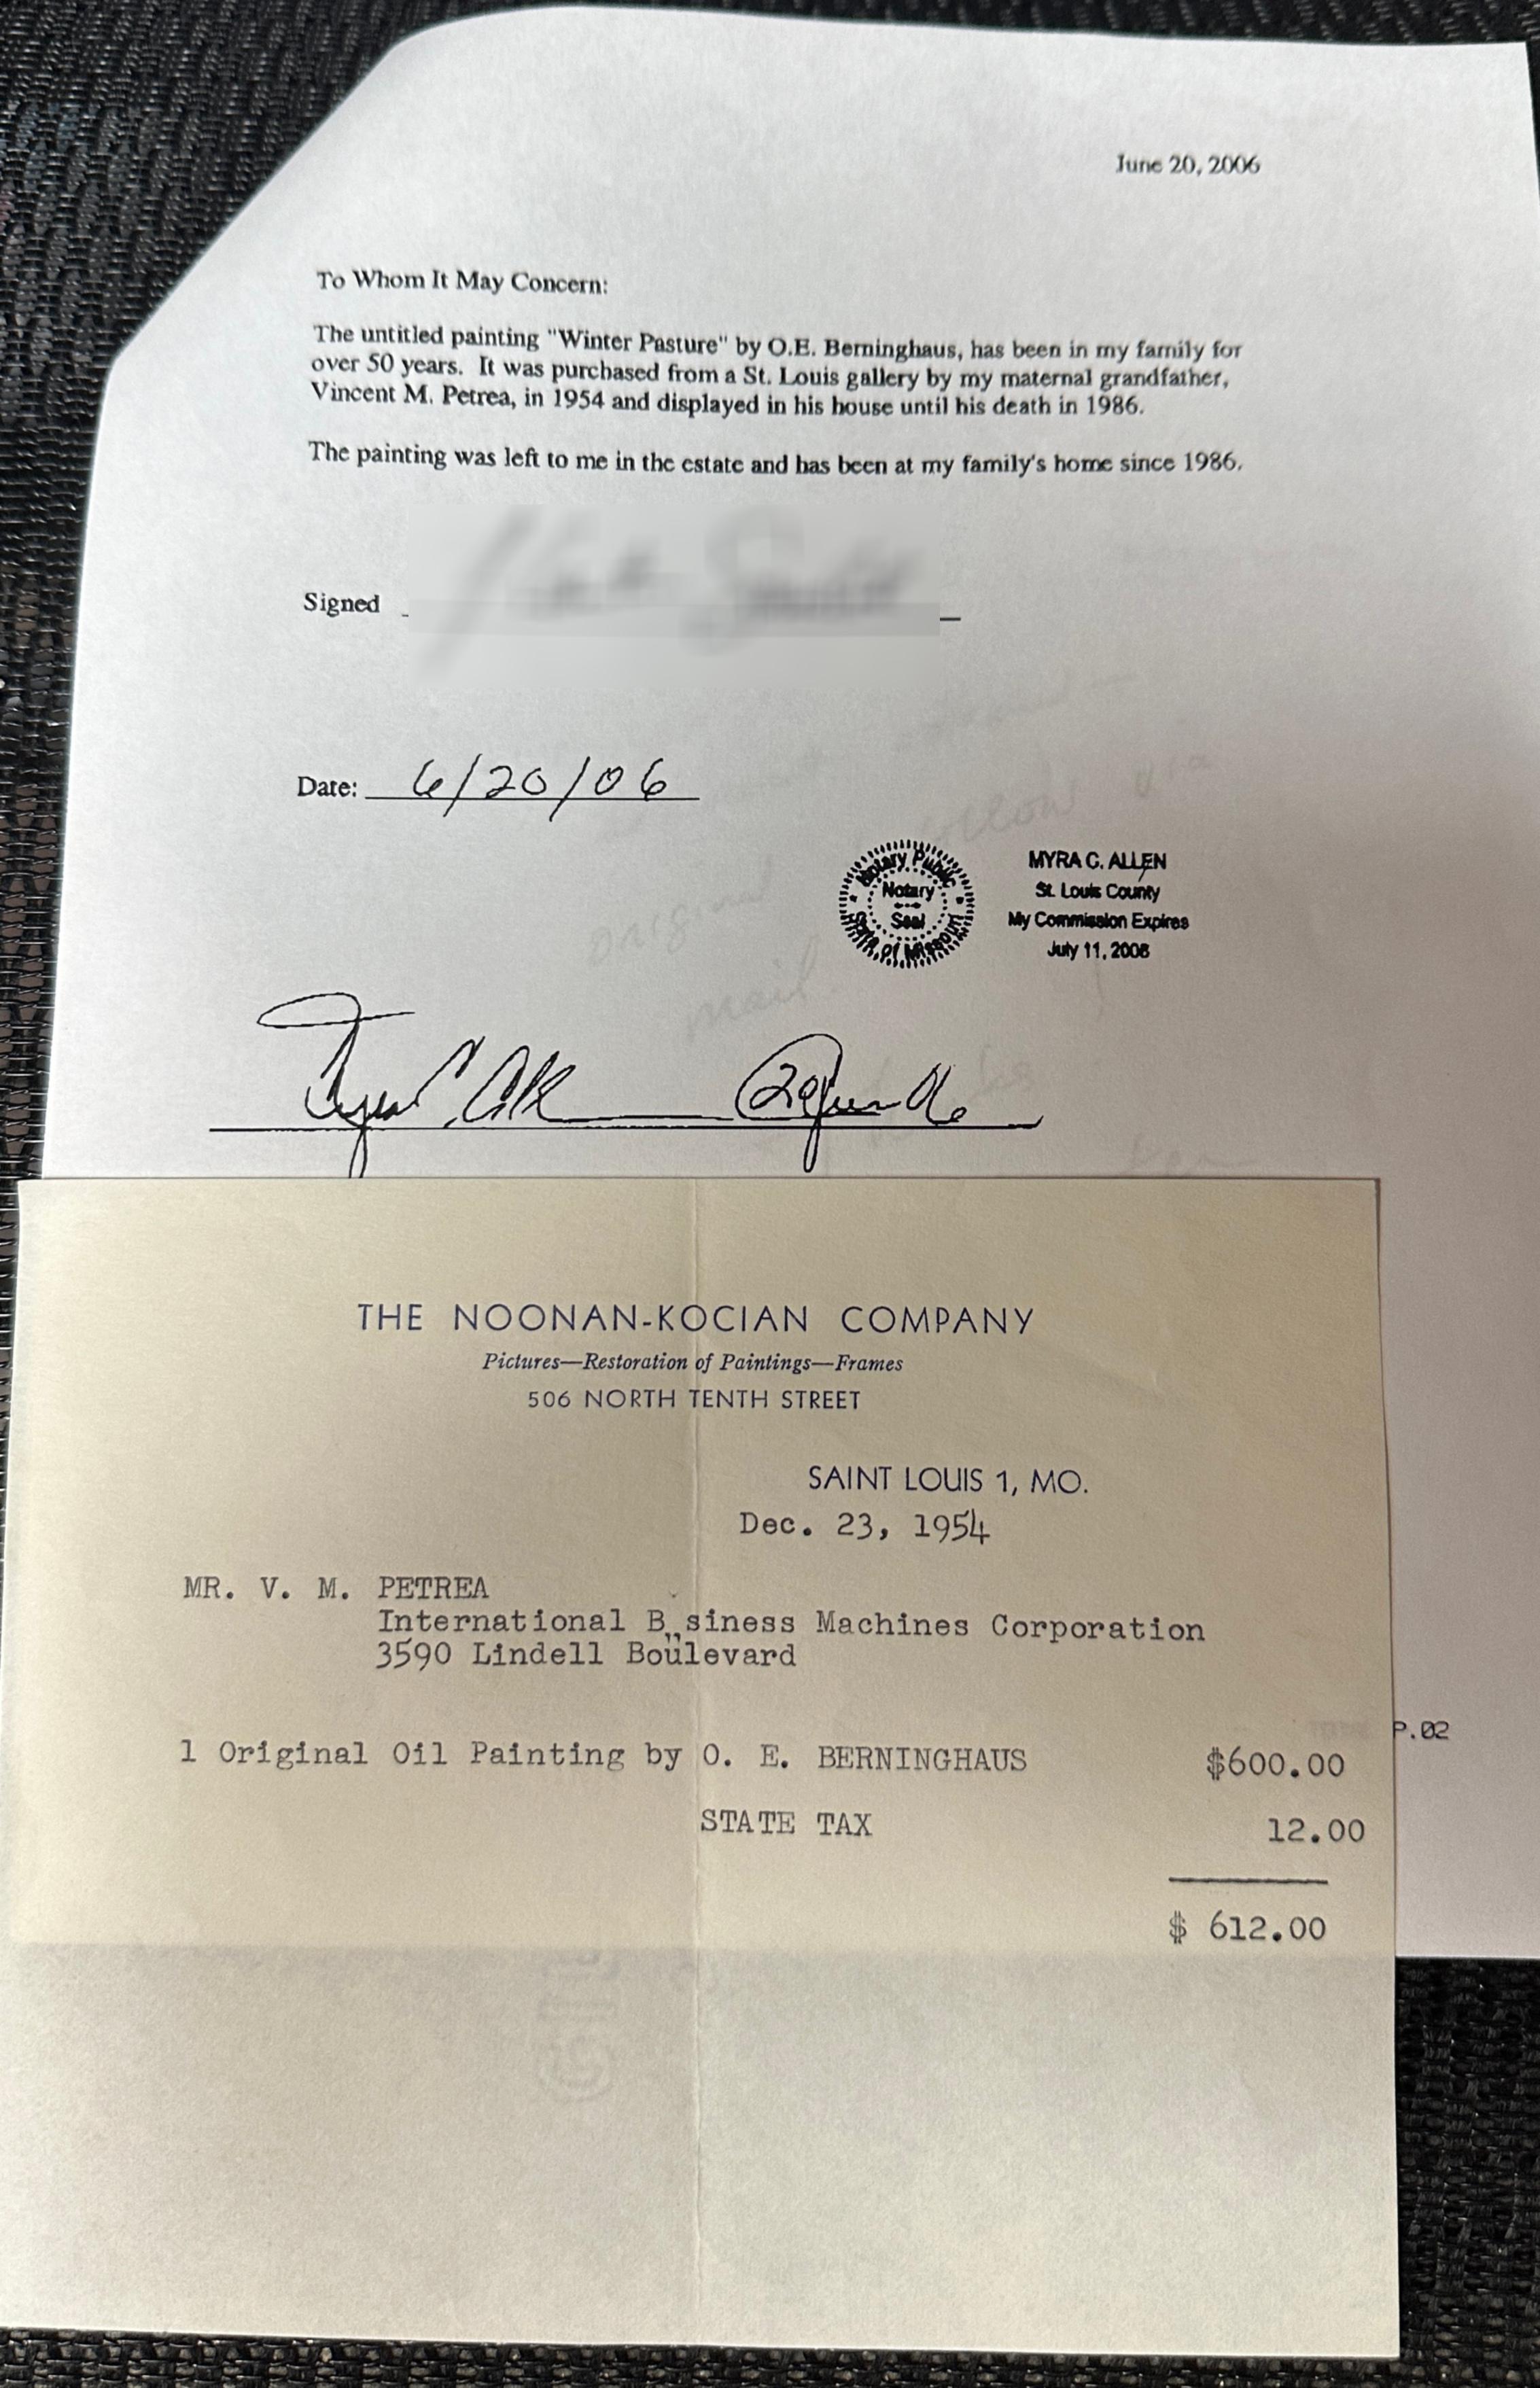 June 20, 2006
To Whom It May Concern:
The untitled painting "Winter Pasture" by O.E. Berninghaus, has been in my family for
over 50 years. It was purchased from a St. Louis gallery by my maternal grandfather,
Vincent M. Petrea, in 1954 and displayed in his house until his death in 1986.
The painting was left to me in the estate and has been at my family's home since 1986.
Signed
Date: 6/20/06
Notary Public
Notary
Seal
State of Missouri
MYRA C. ALLEN
St. Louis County
My Commission Expires
July 11, 2008
original
mail
THE NOONAN-KOCIAN COMPANY
Pictures—Restoration of Paintings—Frames
506 NORTH TENTH STREET
SAINT LOUIS 1, MO.
Dec. 23, 1954
MR. V. M. PETREA
International B siness Machines Corporation
3590 Lindell Boulevard
1 Original Oil Painting by O. E. BERNINGHAUS $600.00
STATE TAX 12.00
$ 612.00
P.02